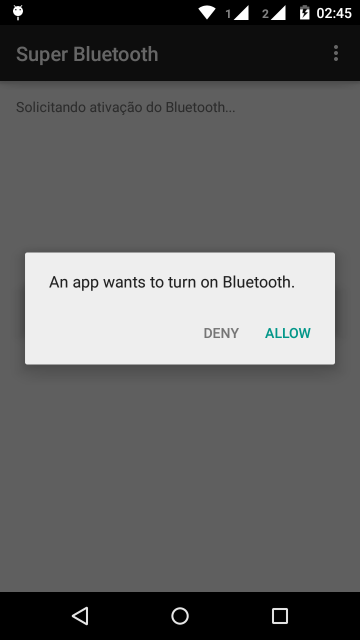 1 2 02:45
Super Bluetooth
Solicitando ativação do Bluetooth...
An app wants to turn on Bluetooth.
DENY ALLOW